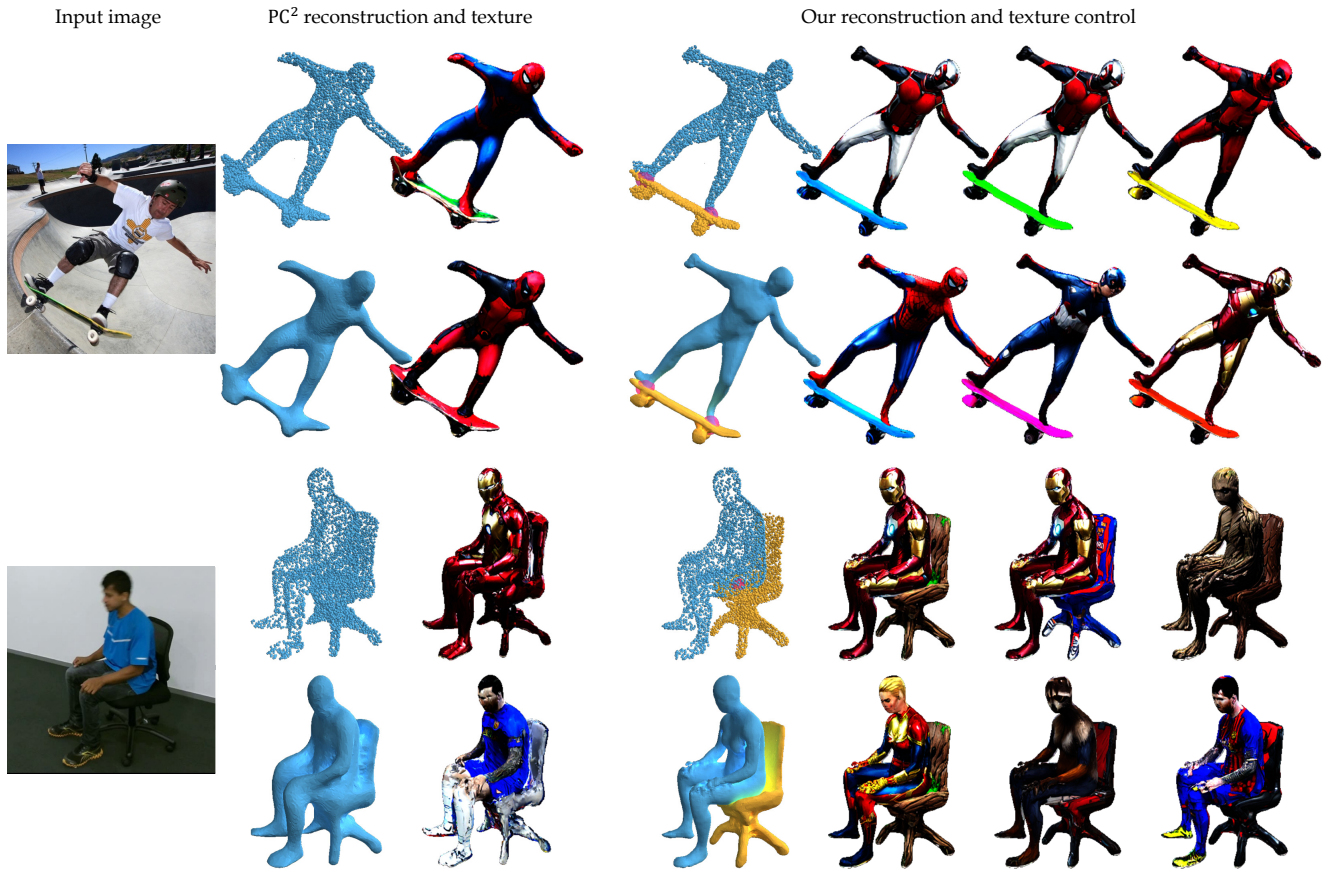 Input image
PC² reconstruction and texture
Our reconstruction and texture control